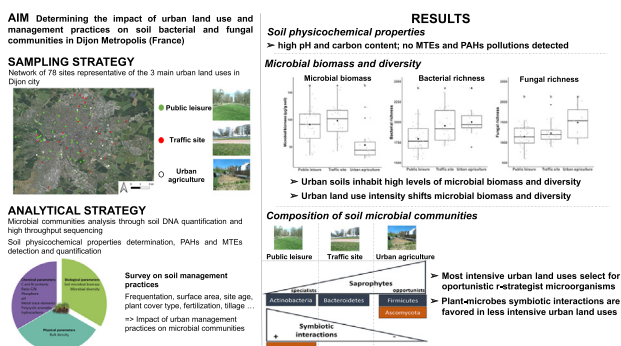 AIM Determining the impact of urban land use and
management practices on soil bacterial and fungal
communities in Dijon Metropolis (France)
SAMPLING STRATEGY
Network of 78 sites representative of the 3 main urban land uses in
Dijon city
Public leisure
Traffic site
Urban
agriculture
ANALYTICAL STRATEGY
Microbial communities analysis through soil DNA quantification and
high throughput sequencing
Soil physicochemical properties determination, PAHs and MTEs
detection and quantification
Chemical parameters
Biological parameters
Soil microbial biomass
Microbial diversity
Physical parameters
Bulk density
Survey on soil management
practices
Frequentation, surface area, site age,
plant cover type, fertilization, tillage ...
=> Impact of urban management
practices on microbial communities
RESULTS
Soil physicochemical properties
➢ high pH and carbon content; no MTEs and PAHs pollutions detected
Microbial biomass and diversity
Microbial biomass
Bacterial richness
Fungal richness
Public leisure Traffic site Urban agriculture
Public leisure Traffic site Urban agriculture
Public leisure Traffic site Urban agriculture
➢ Urban soils inhabit high levels of microbial biomass and diversity
➢ Urban land use intensity shifts microbial biomass and diversity
Composition of soil microbial communities
Public leisure Traffic site Urban agriculture
Saprophytes
specialists opportunists
Actinobacteria Bacteroidetes Firmicutes
Ascomycota
Symbiotic
+ interactions -
➢ Most intensive urban land uses select for
oportunistic r-strategist microorganisms
➢ Plant-microbes symbiotic interactions are
favored in less intensive urban land uses